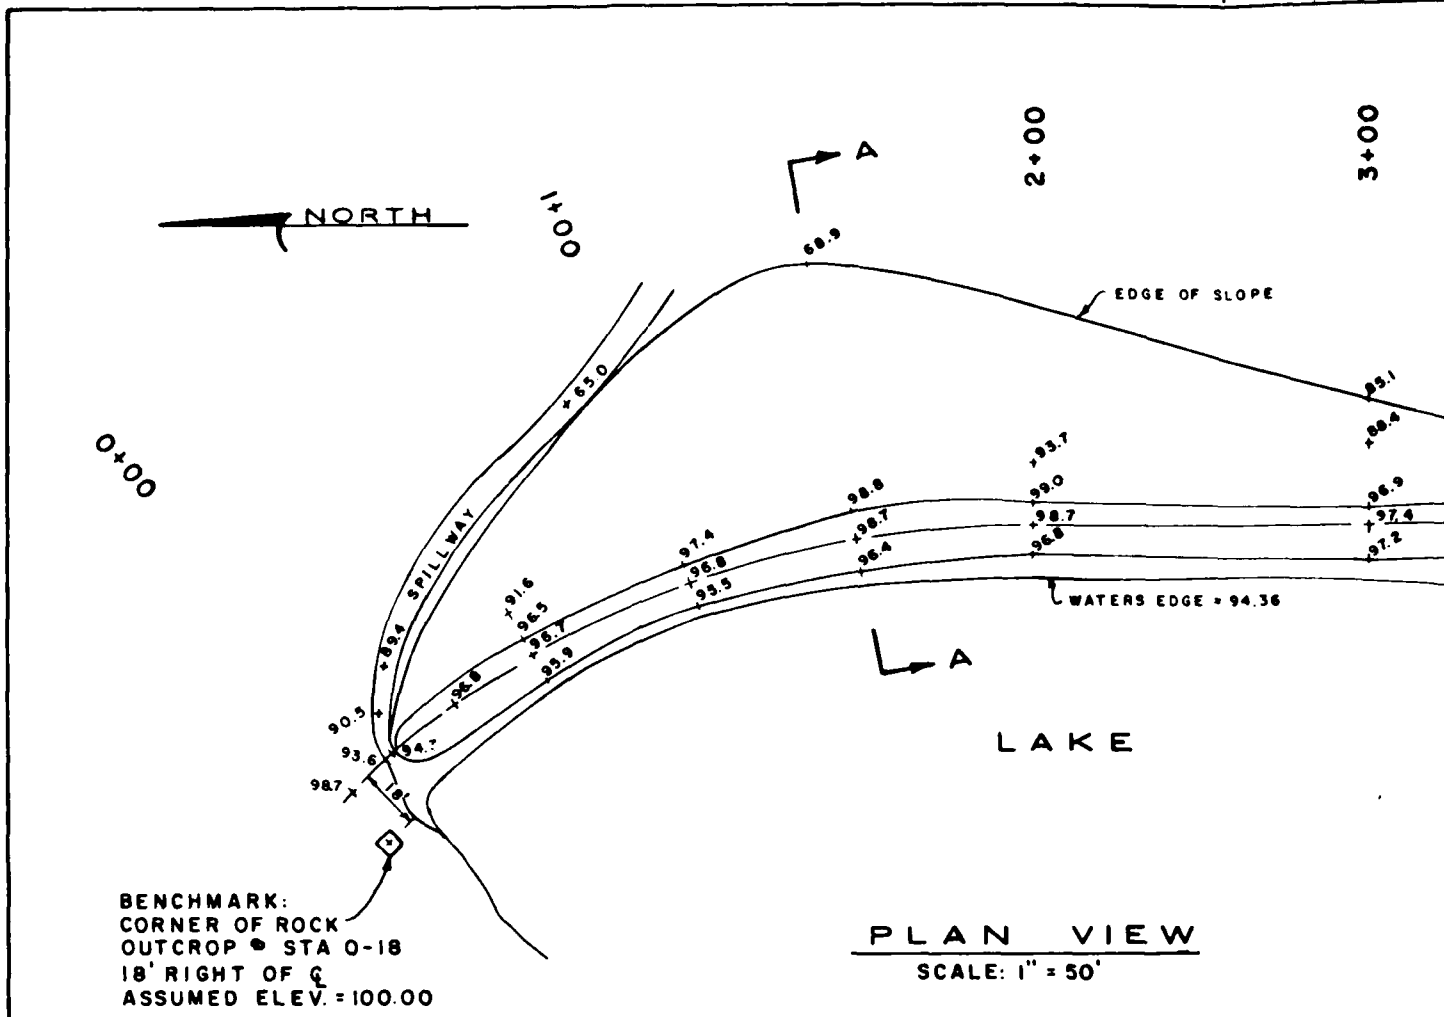 2+00
3+00
A
NORTH
1+00
68.9
EDGE OF SLOPE
65.0
85.1
88.4
0+00
93.7
98.8
99.0
96.9
SPILLWAY
98.7
98.7
97.4
97.4
96.4
96.8
97.2
96.8
91.6
95.5
WATERS EDGE = 94.36
96.5
96.7
89.4
95.9
A
96.8
90.5
93.6
94.7
LAKE
98.7
18'
BENCHMARK:
CORNER OF ROCK
OUTCROP @ STA 0-18
18' RIGHT OF ℄
ASSUMED ELEV. = 100.00
PLAN VIEW
SCALE: 1" = 50'